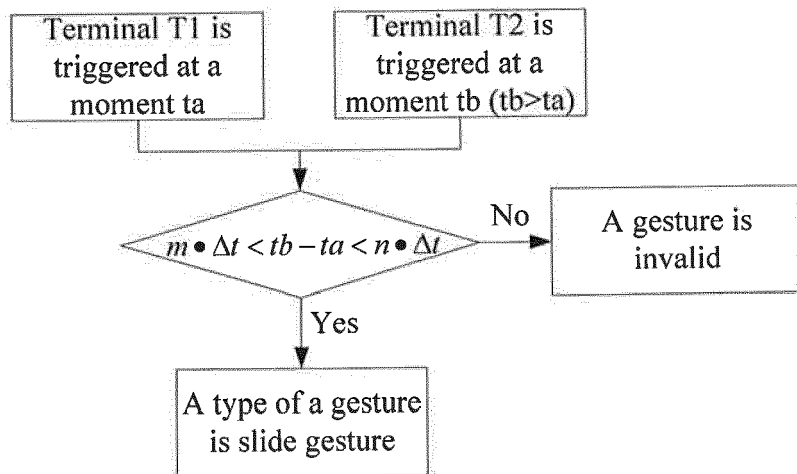 Terminal T1 is
triggered at a
moment ta
Terminal T2 is
triggered at a
moment tb (tb>ta)
m • Δt < tb − ta < n • Δt
No
A gesture is
invalid
Yes
A type of a gesture
is slide gesture